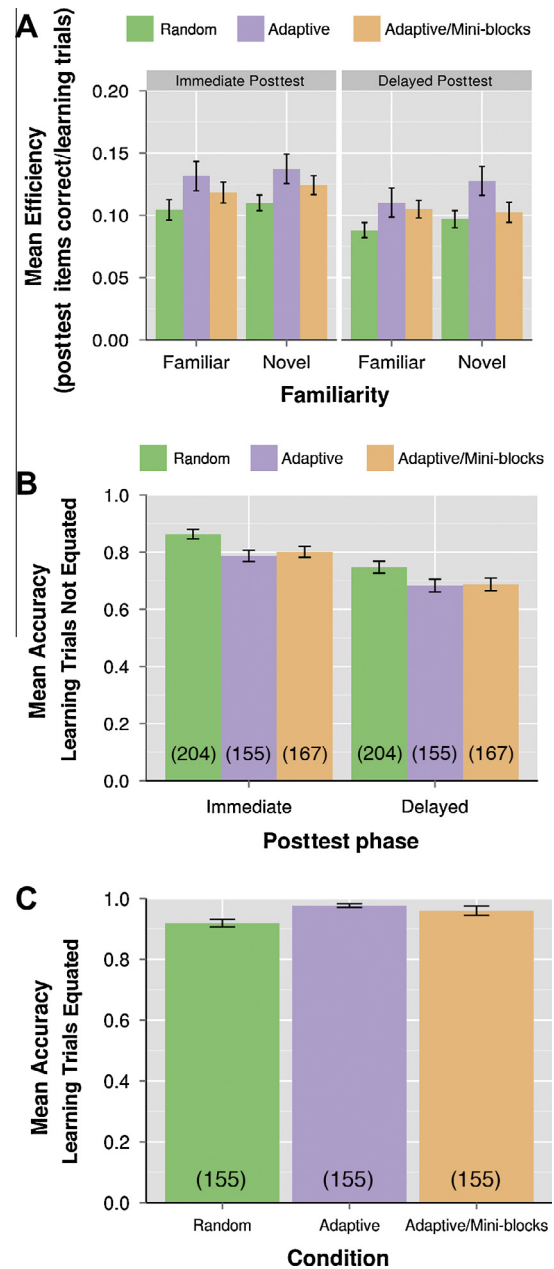 A
Random Adaptive Adaptive/Mini-blocks
Immediate Posttest Delayed Posttest
Mean Efficiency
(posttest items correct/learning trials)
0.20
0.15
0.10
0.05
0.00
Familiar Novel Familiar Novel
Familiarity
Random Adaptive Adaptive/Mini-blocks
B
Mean Accuracy
Learning Trials Not Equated
1.0
0.8
0.6
0.4
0.2
0.0
(204) (155) (167) (204) (155) (167)
Immediate Delayed
Posttest phase
C
Mean Accuracy
Learning Trials Equated
1.0
0.8
0.6
0.4
0.2
0.0
(155) (155) (155)
Random Adaptive Adaptive/Mini-blocks
Condition